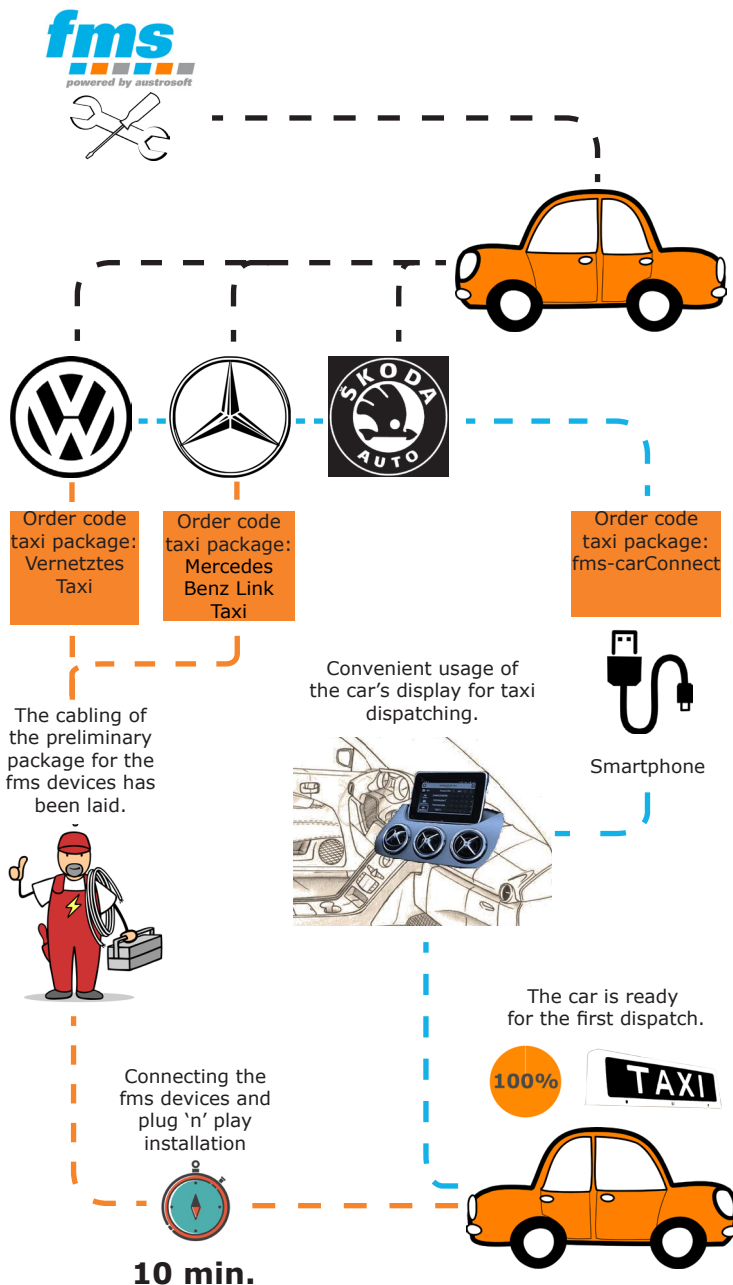 fms
powered by austrosoft
ŠKODA
AUTO
Order code
taxi package:
Vernetztes
Taxi
Order code
taxi package:
Mercedes
Benz Link
Taxi
Order code
taxi package:
fms-carConnect
Convenient usage of
the car’s display for taxi
dispatching.
The cabling of
the preliminary
package for the
fms devices has
been laid.
Smartphone
The car is ready
for the first dispatch.
100%
TAXI
Connecting the
fms devices and
plug ‘n’ play
installation
10 min.